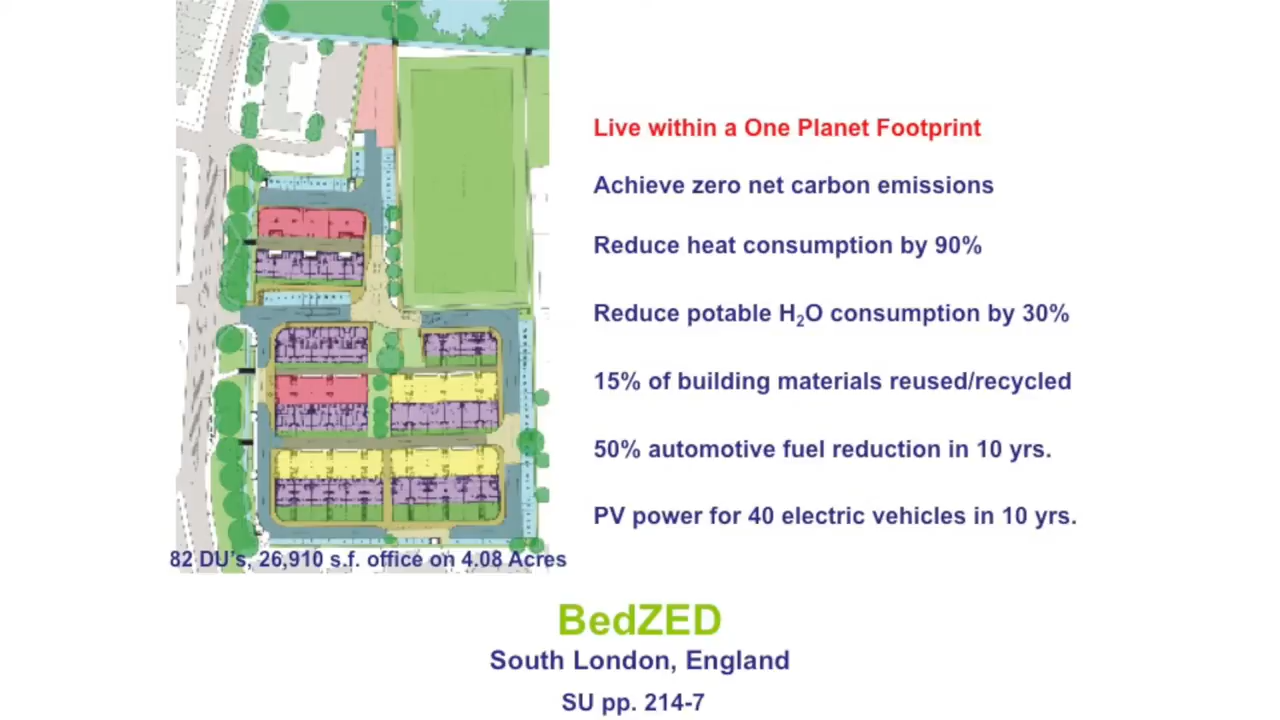 Live within a One Planet Footprint
Achieve zero net carbon emissions
Reduce heat consumption by 90%
Reduce potable H₂O consumption by 30%
15% of building materials reused/recycled
50% automotive fuel reduction in 10 yrs.
PV power for 40 electric vehicles in 10 yrs.
82 DU's, 26,910 s.f. office on 4.08 Acres
BedZED
South London, England
SU pp. 214-7